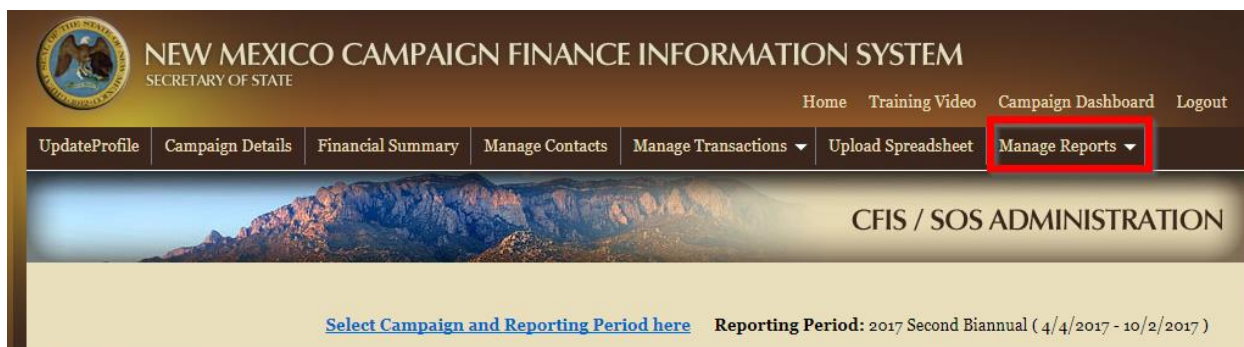 NEW MEXICO CAMPAIGN FINANCE INFORMATION SYSTEM
SECRETARY OF STATE
Home Training Video Campaign Dashboard Logout
UpdateProfile Campaign Details Financial Summary Manage Contacts Manage Transactions Upload Spreadsheet Manage Reports
CFIS / SOS ADMINISTRATION
Select Campaign and Reporting Period here Reporting Period: 2017 Second Biannual ( 4/4/2017 - 10/2/2017 )